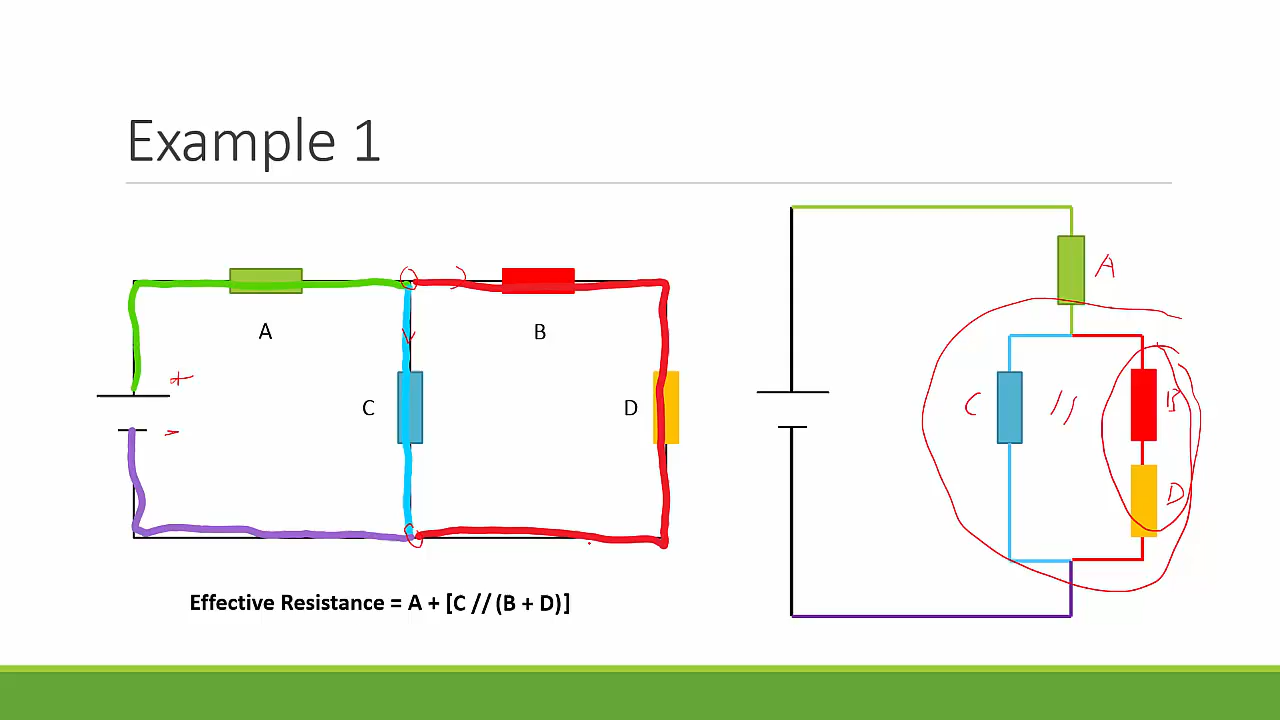 Example 1
A
B
C
D
+
-
Effective Resistance = A + [C // (B + D)]
A
C // B
D